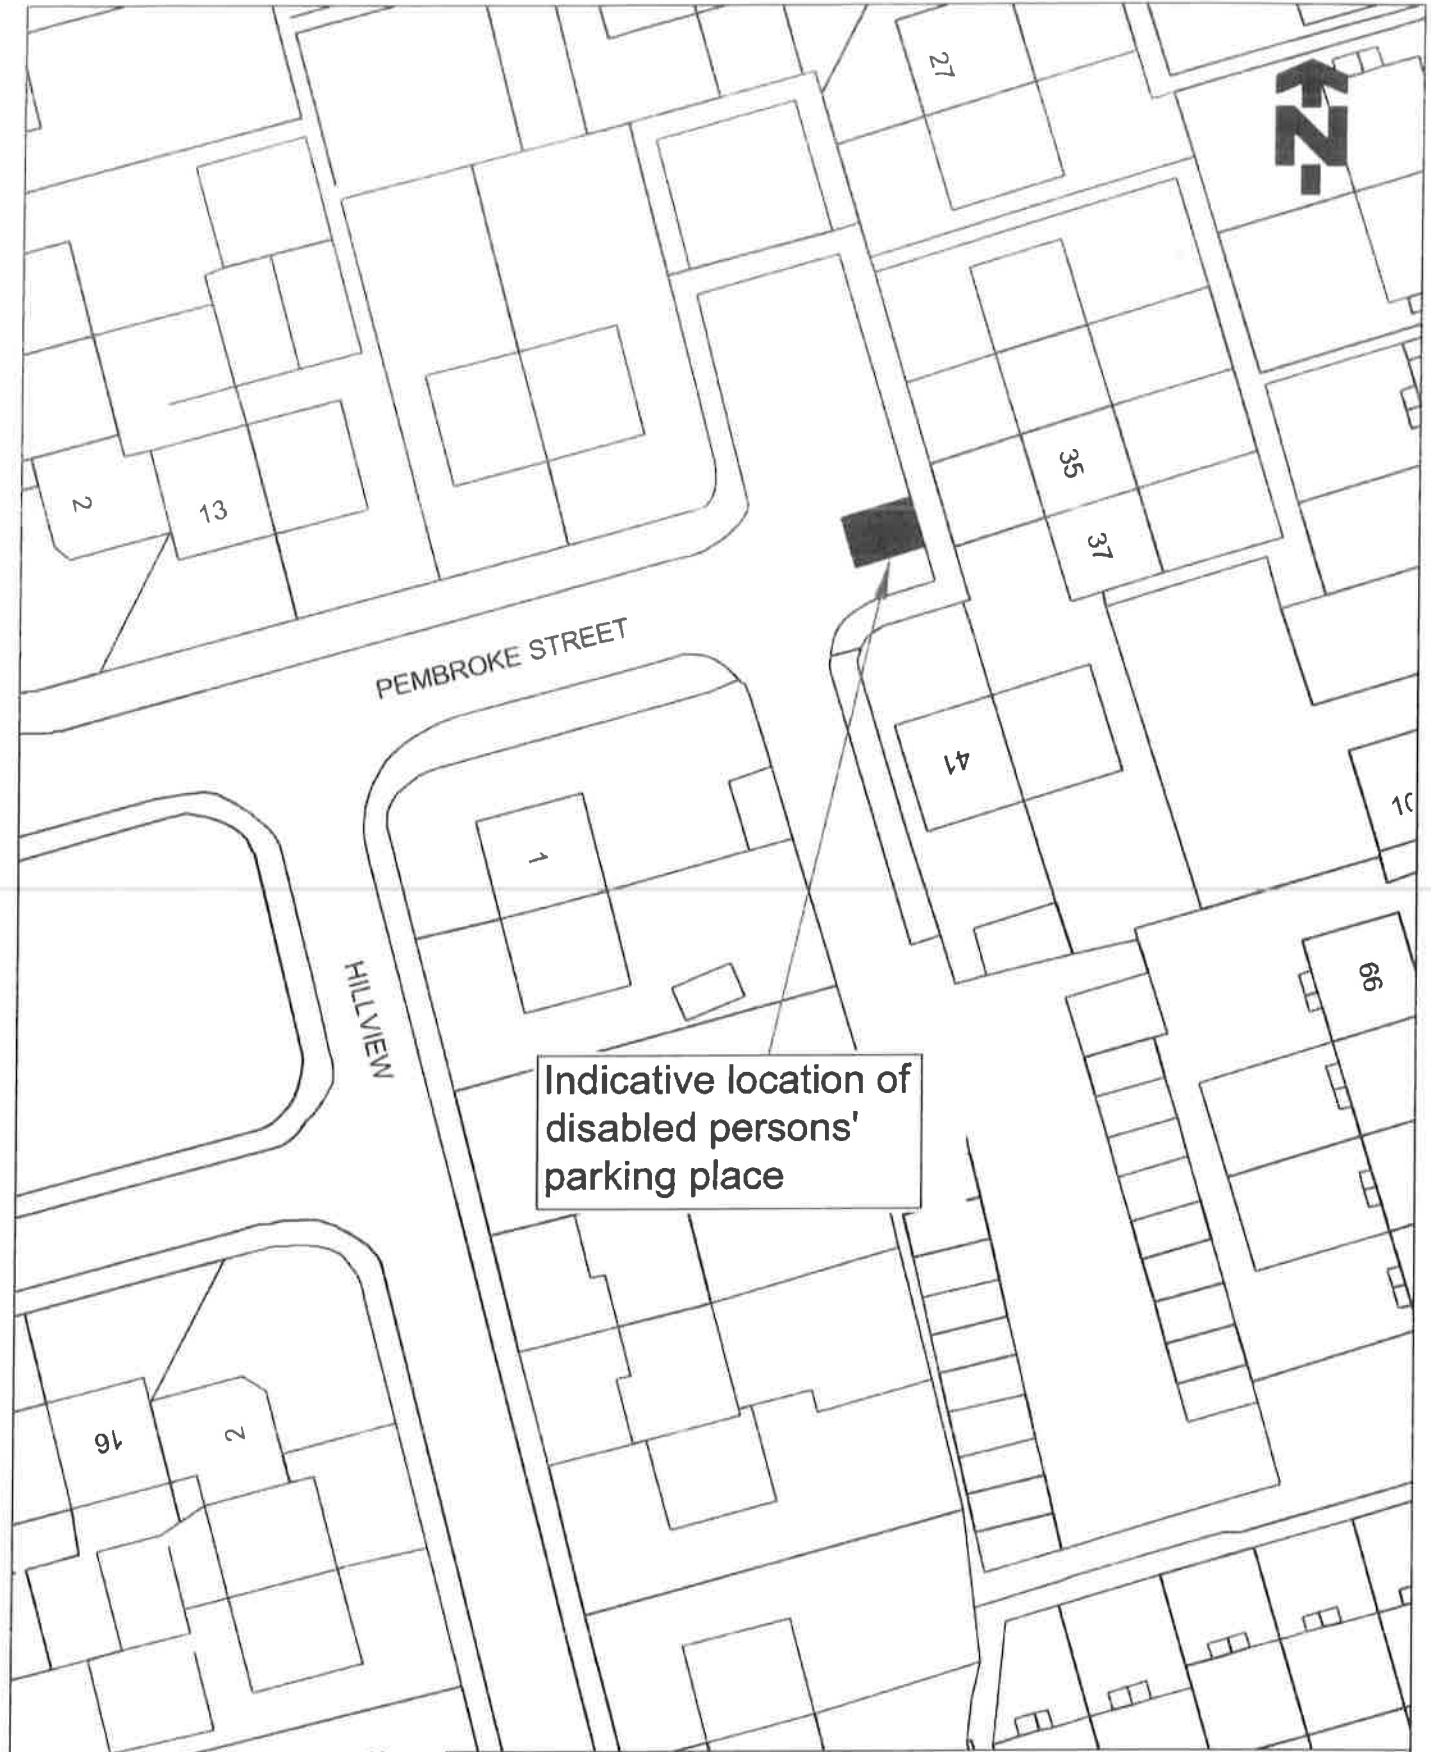 27
N
35
2
13
37
PEMBROKE STREET
41
10
1
HILLVIEW
66
Indicative location of
disabled persons'
parking place
16
2